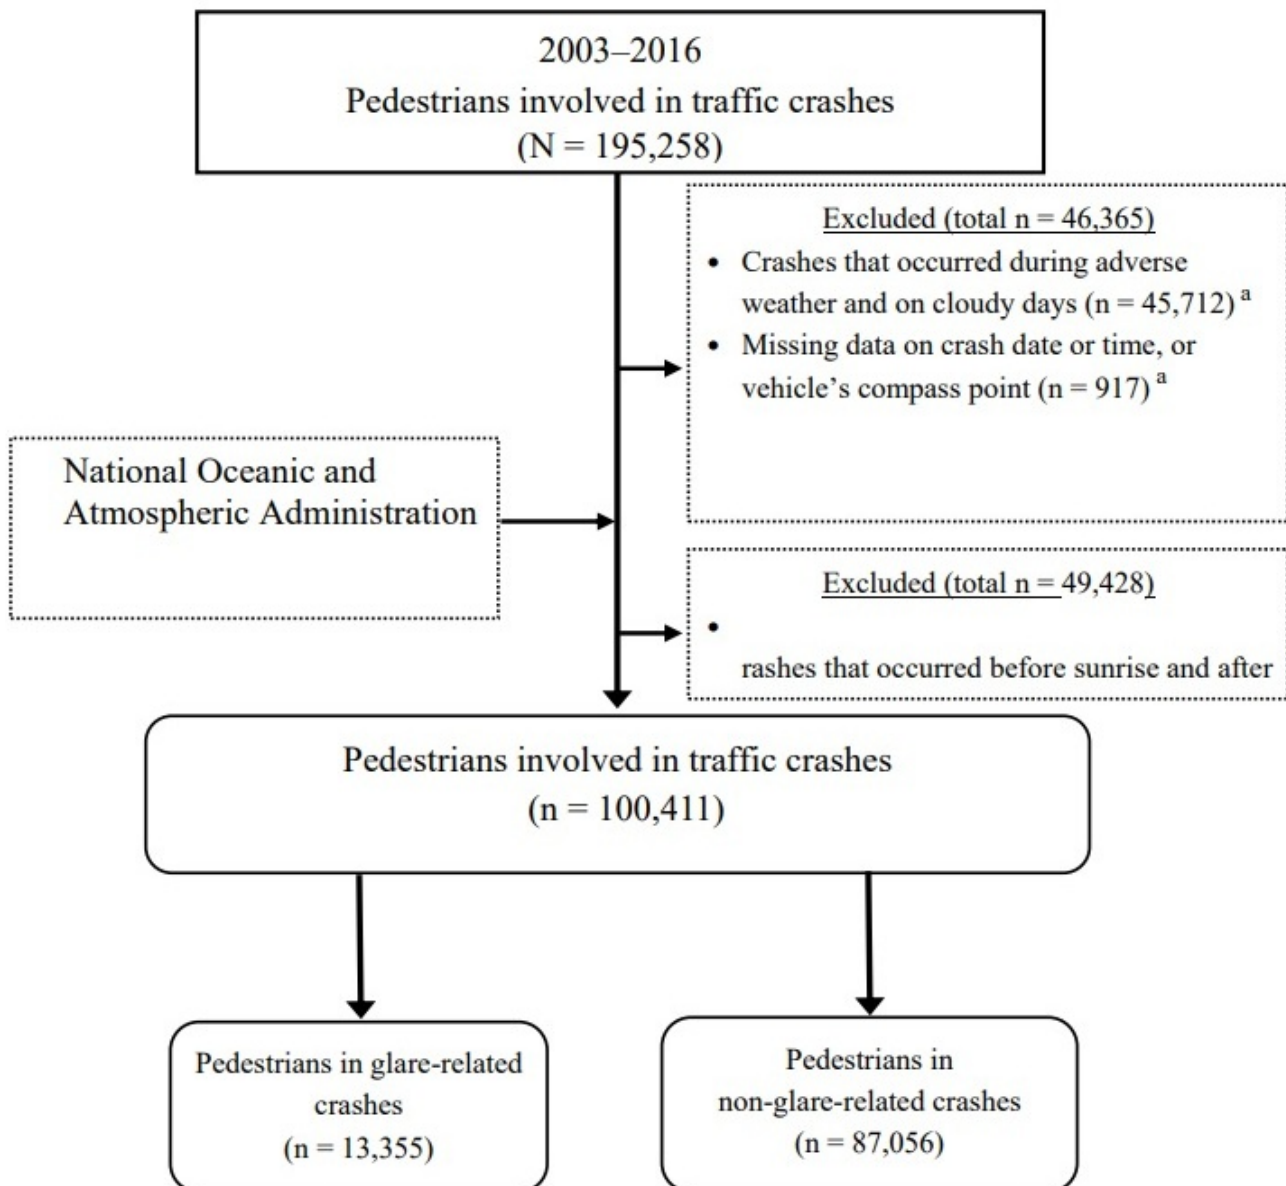 2003–2016
Pedestrians involved in traffic crashes
(N = 195,258)
Excluded (total n = 46,365)
• Crashes that occurred during adverse
weather and on cloudy days (n = 45,712) a
• Missing data on crash date or time, or
vehicle’s compass point (n = 917) a
National Oceanic and
Atmospheric Administration
Excluded (total n = 49,428)
•
rashes that occurred before sunrise and after
Pedestrians involved in traffic crashes
(n = 100,411)
Pedestrians in glare-related
crashes
(n = 13,355)
Pedestrians in
non-glare-related crashes
(n = 87,056)